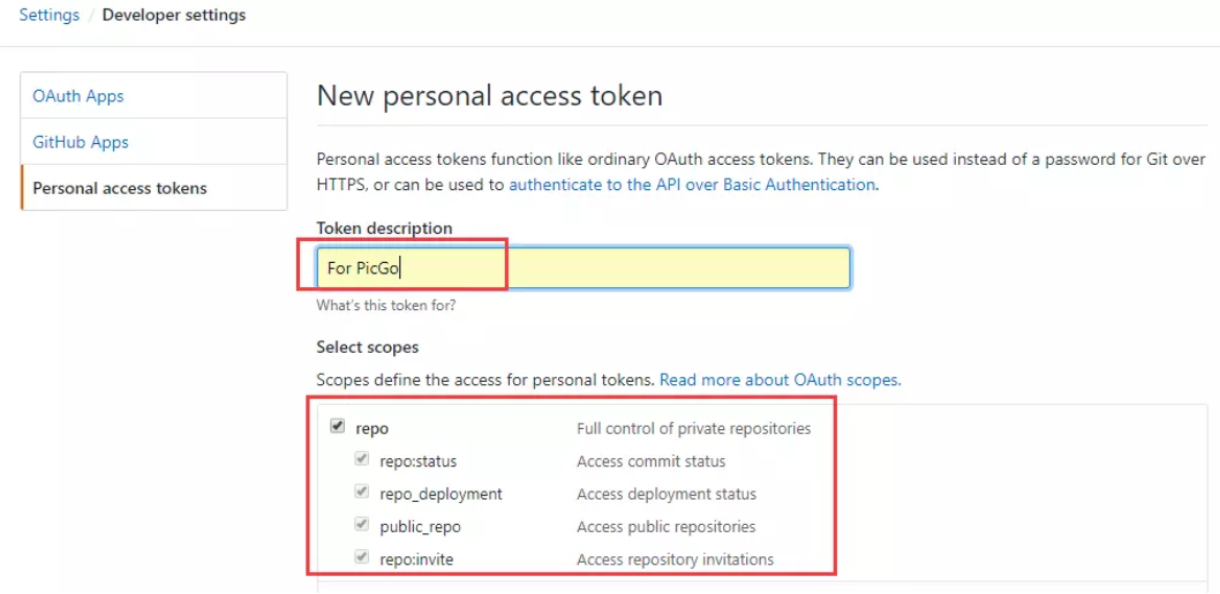 Settings / Developer settings
OAuth Apps
GitHub Apps
Personal access tokens
New personal access token
Personal access tokens function like ordinary OAuth access tokens. They can be used instead of a password for Git over
HTTPS, or can be used to authenticate to the API over Basic Authentication.
Token description
For PicGo
What's this token for?
Select scopes
Scopes define the access for personal tokens. Read more about OAuth scopes.
repo Full control of private repositories
repo:status Access commit status
repo_deployment Access deployment status
public_repo Access public repositories
repo:invite Access repository invitations